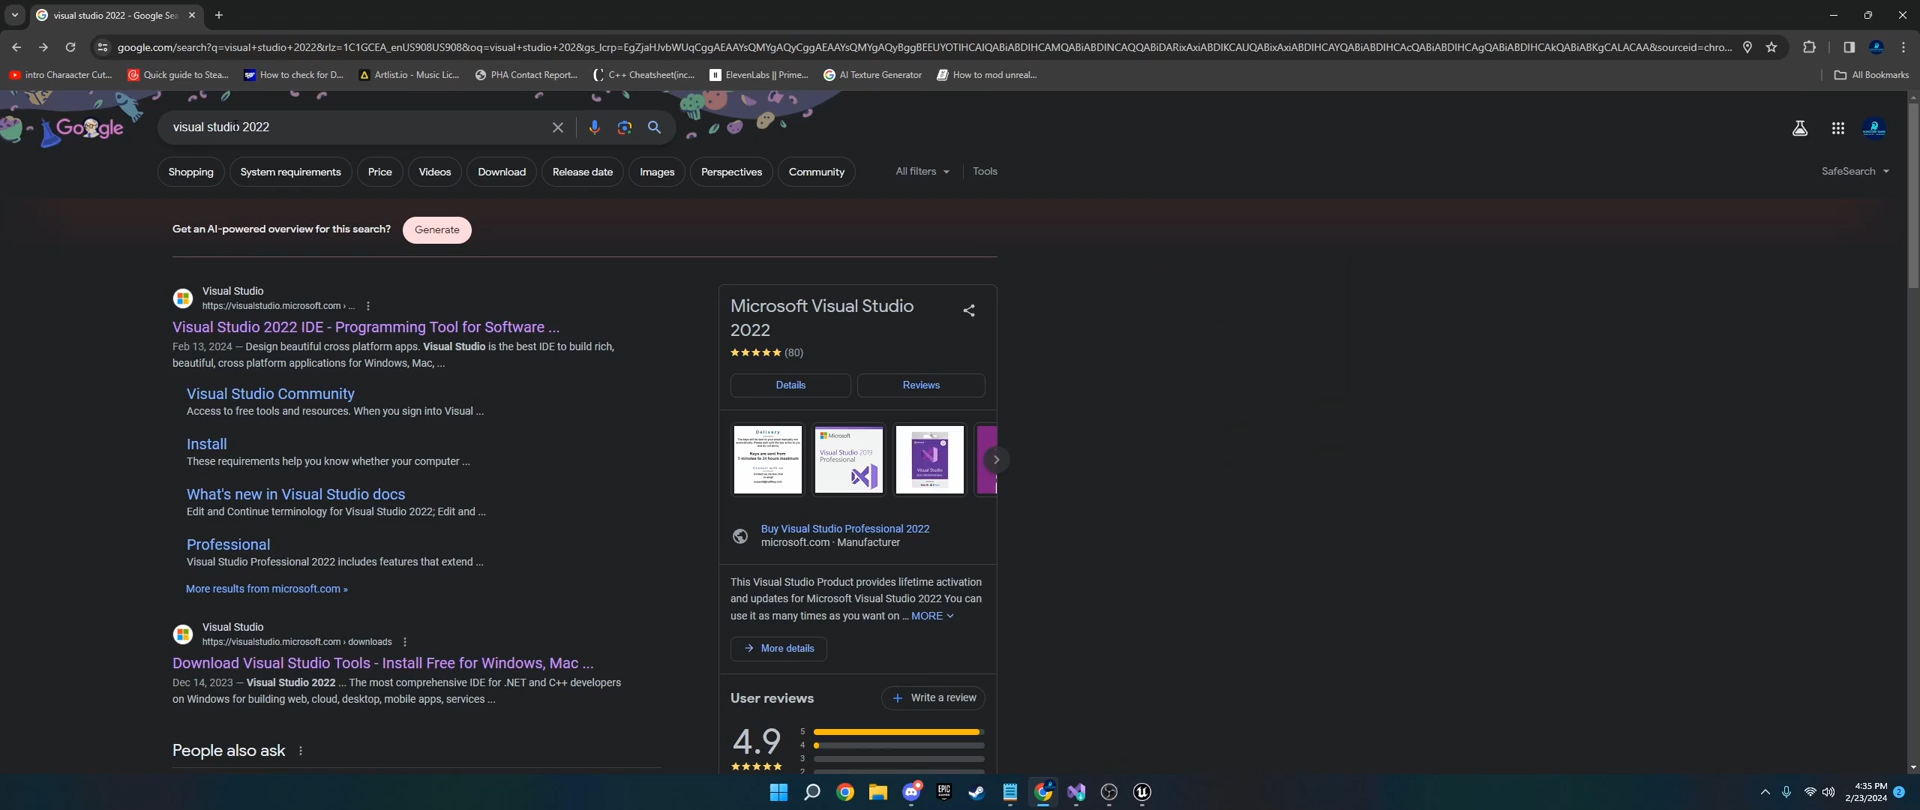 visual studio 2022 - Google Sea
google.com/search?q=visual+studio+2022&rlz=1C1GCEA_enUS908US908&oq=visual+studio+202&gs_lcrp=EgZjaHJvbWUqCggAEAAYsQMYgAQyCggAEAAYsQMYgAQyBggBEEUYOTIHCAIQABiABDIHCAMQABiABDINCAQQABiDARixAxiABDIKCAUQABixAxiABDIHCAYQABiABDIHCAcQABiABDIHCAgQABiABDIHCAkQABiABKgCALACAA&sourceid=chro...
intro Charaacter Cut...
Quick guide to Stea...
How to check for D...
Artlist.io - Music Lic...
PHA Contact Report...
C++ Cheatsheet(inc...
ElevenLabs || Prime...
AI Texture Generator
How to mod unreal...
All Bookmarks
Google
visual studio 2022
Shopping
System requirements
Price
Videos
Download
Release date
Images
Perspectives
Community
All filters
Tools
SafeSearch
Get an AI-powered overview for this search?
Generate
Visual Studio
https://visualstudio.microsoft.com › ...
Visual Studio 2022 IDE - Programming Tool for Software ...
Feb 13, 2024 — Design beautiful cross platform apps. Visual Studio is the best IDE to build rich,
beautiful, cross platform applications for Windows, Mac, ...
Visual Studio Community
Access to free tools and resources. When you sign into Visual ...
Install
These requirements help you know whether your computer ...
What's new in Visual Studio docs
Edit and Continue terminology for Visual Studio 2022; Edit and ...
Professional
Visual Studio Professional 2022 includes features that extend ...
More results from microsoft.com »
Visual Studio
https://visualstudio.microsoft.com › downloads
Download Visual Studio Tools - Install Free for Windows, Mac ...
Dec 14, 2023 — Visual Studio 2022 ... The most comprehensive IDE for .NET and C++ developers
on Windows for building web, cloud, desktop, mobile apps, services ...
People also ask
Microsoft Visual Studio
2022
(80)
Details
Reviews
Delivery
Microsoft
Visual Studio 2019
Professional
Visual Studio
Buy Visual Studio Professional 2022
microsoft.com · Manufacturer
This Visual Studio Product provides lifetime activation
and updates for Microsoft Visual Studio 2022 You can
use it as many times as you want on ... MORE
More details
User reviews
Write a review
4.9
5
4
3
2
EPIC
4:35 PM
2/23/2024
2